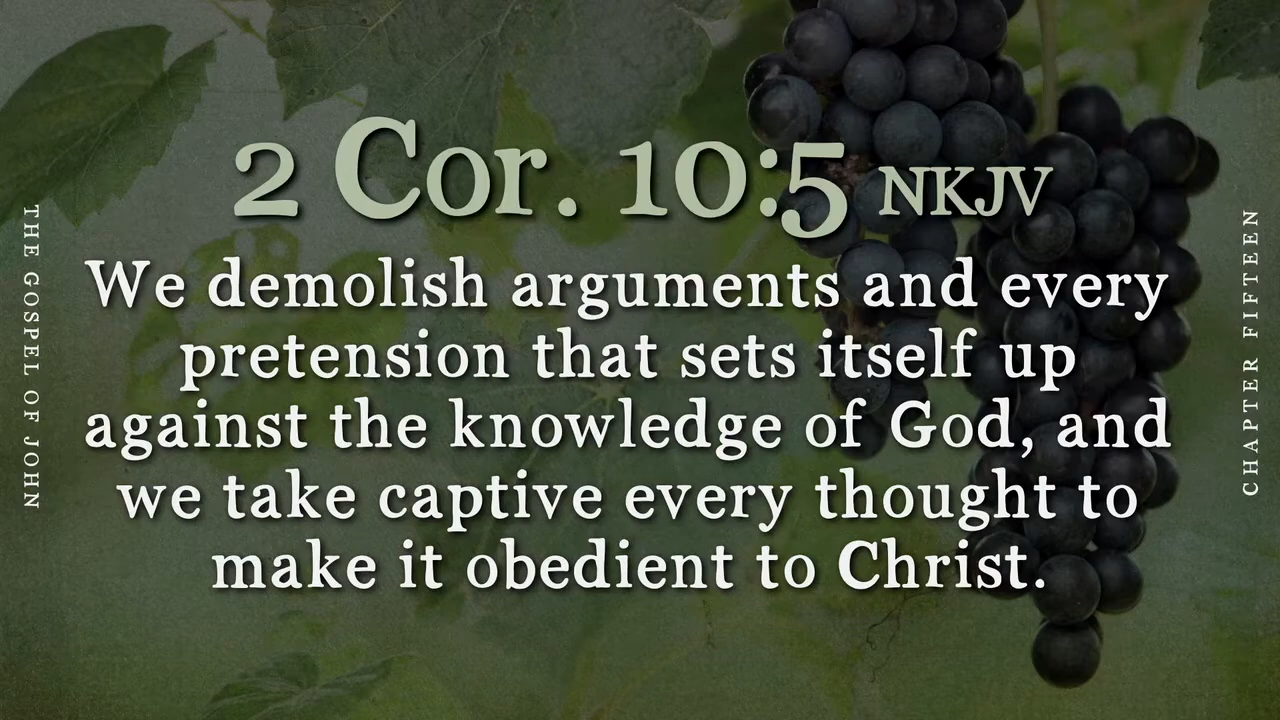 2 Cor. 10:5 NKJV
We demolish arguments and every
pretension that sets itself up
against the knowledge of God, and
we take captive every thought to
make it obedient to Christ.
THE GOSPEL OF JOHN
CHAPTER FIFTEEN